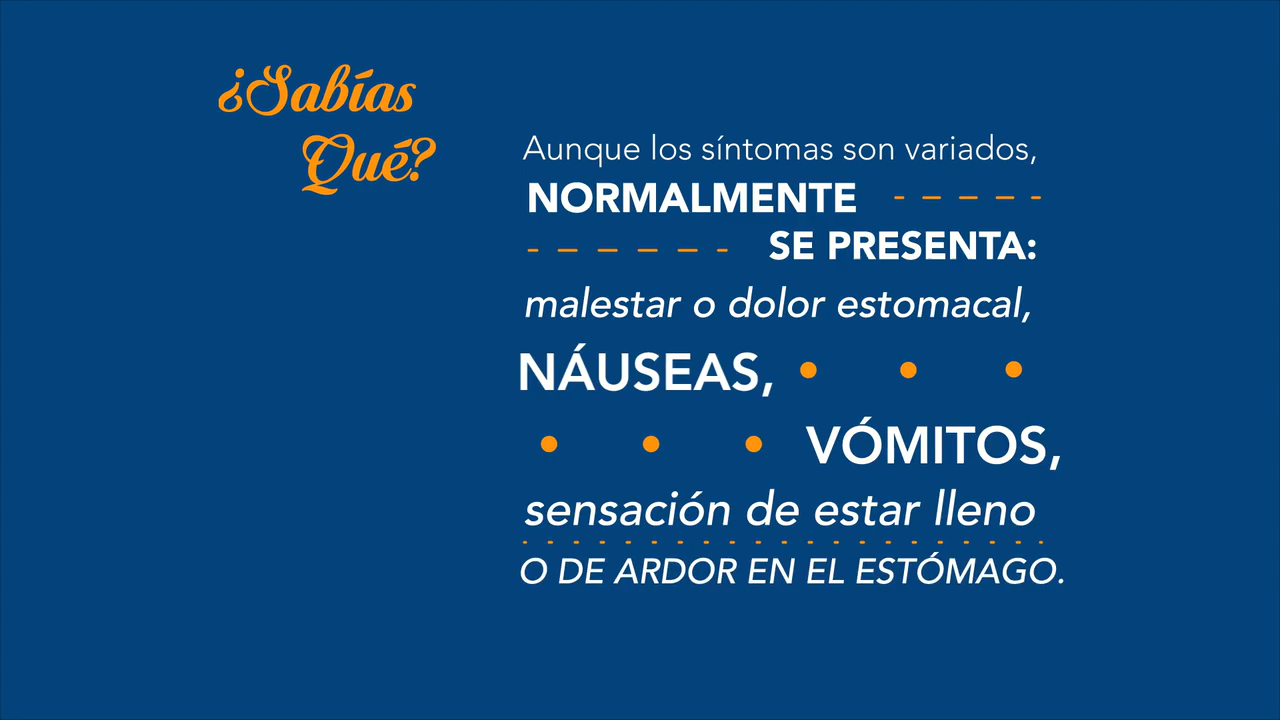 ¿Sabías
Qué?
Aunque los síntomas son variados,
NORMALMENTE
SE PRESENTA:
malestar o dolor estomacal,
NÁUSEAS,
VÓMITOS,
sensación de estar lleno
O DE ARDOR EN EL ESTÓMAGO.